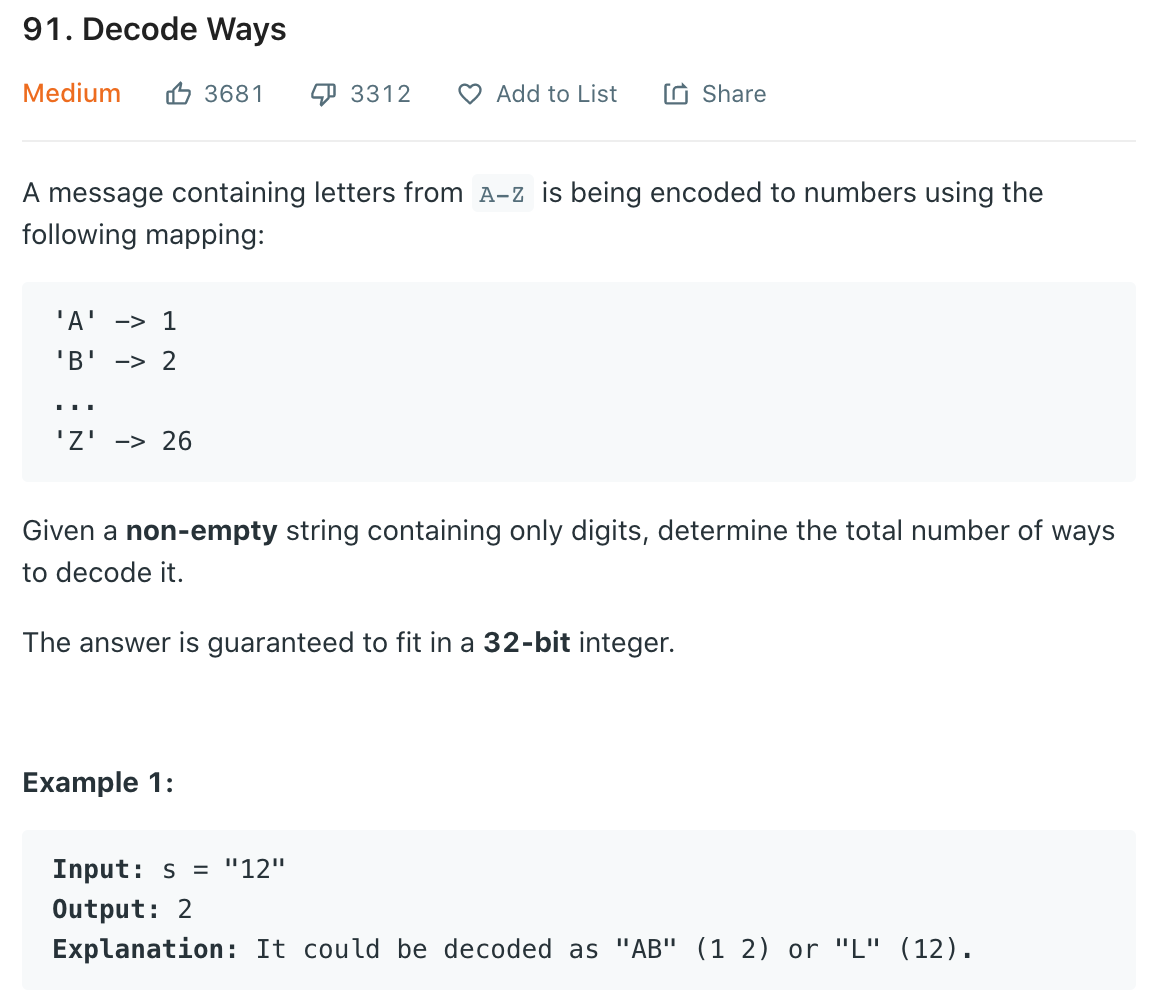 91. Decode Ways
Medium 3681 3312 Add to List Share
A message containing letters from A-Z is being encoded to numbers using the
following mapping:
'A' -> 1
'B' -> 2
...
'Z' -> 26
Given a non-empty string containing only digits, determine the total number of ways
to decode it.
The answer is guaranteed to fit in a 32-bit integer.
Example 1:
Input: s = "12"
Output: 2
Explanation: It could be decoded as "AB" (1 2) or "L" (12).